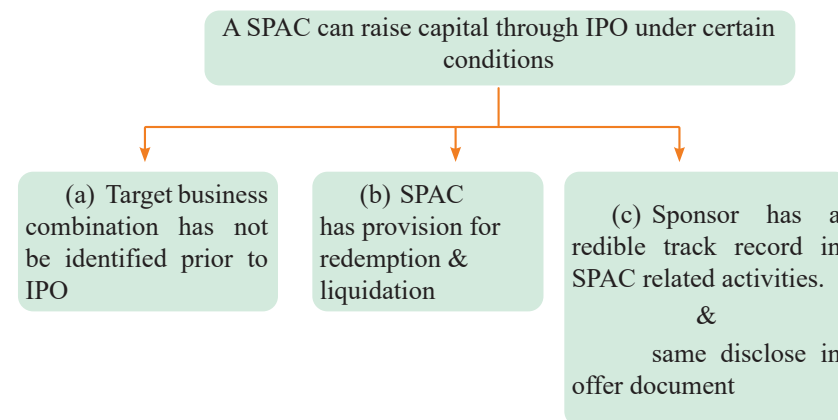 A SPAC can raise capital through IPO under certain
conditions
(a) Target business
combination has not
be identified prior to
IPO
(b) SPAC
has provision for
redemption &
liquidation
(c) Sponsor has a
redible track record in
SPAC related activities.
&
same disclose in
offer document